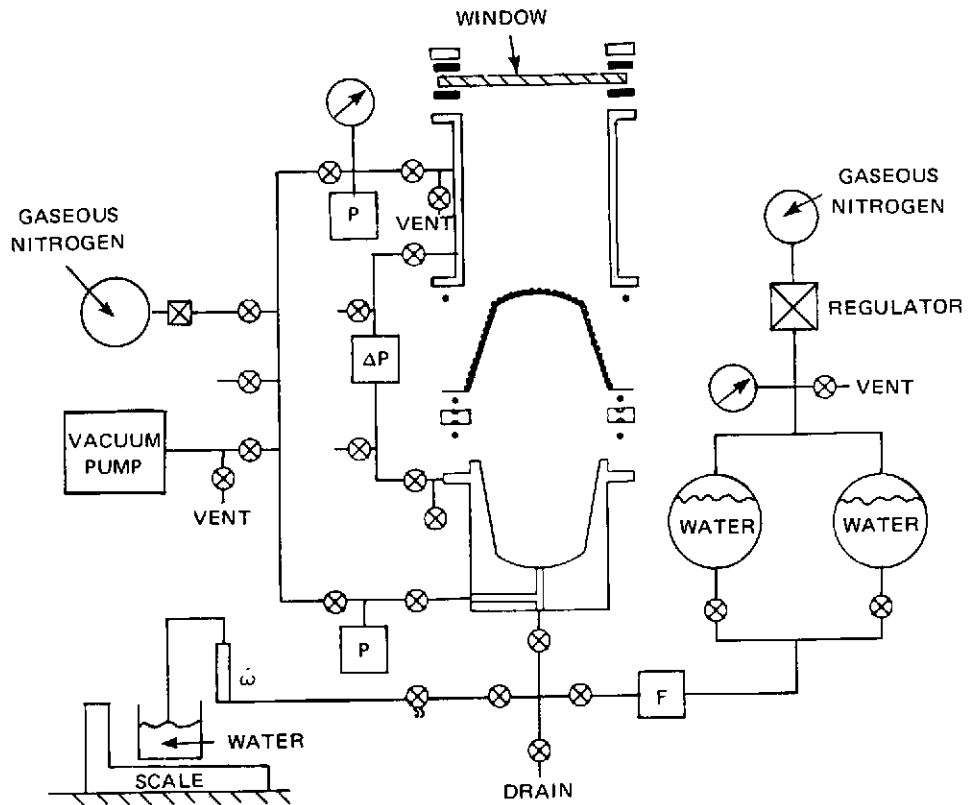 WINDOW
GASEOUS
NITROGEN
P
VENT
GASEOUS
NITROGEN
REGULATOR
ΔP
VENT
VACUUM
PUMP
VENT
WATER
WATER
P
ω̇
F
WATER
SCALE
DRAIN